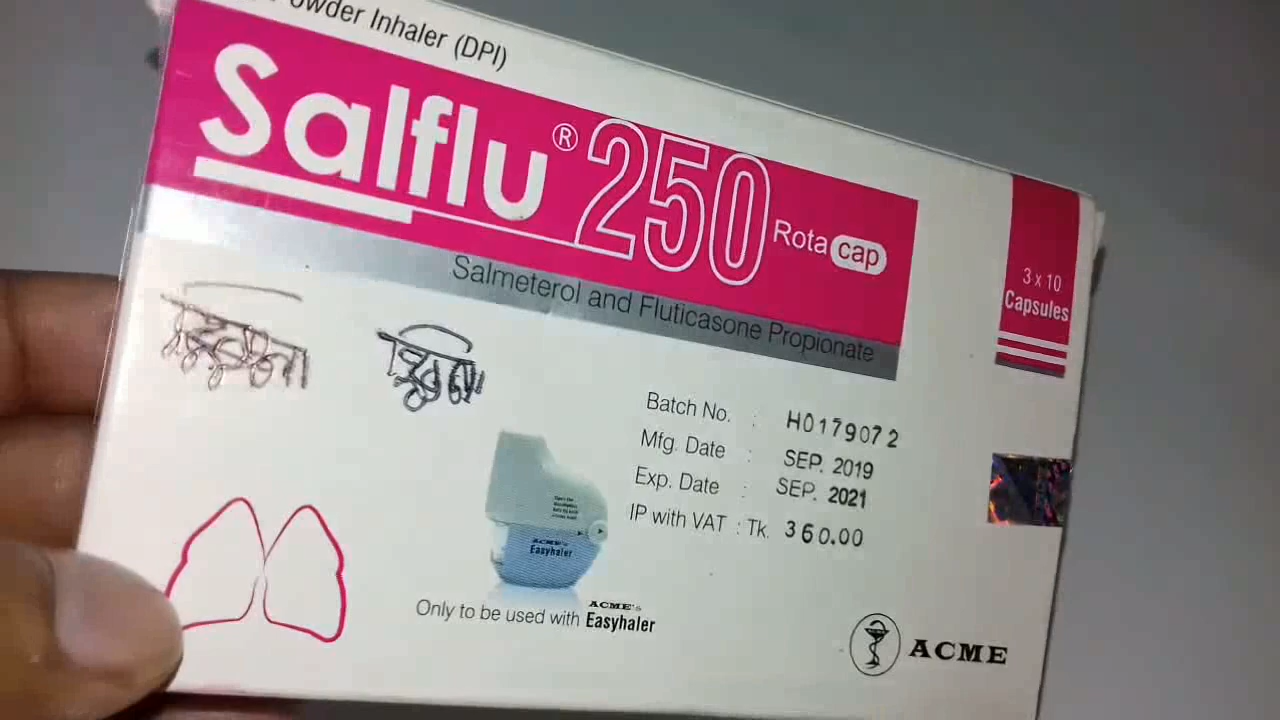 Powder Inhaler (DPI)
Salflu® 250 Rotacap
Salmeterol and Fluticasone Propionate
3 x 10
Capsules
Batch No. : H0179072
Mfg. Date : SEP. 2019
Exp. Date : SEP. 2021
IP with VAT : Tk. 360.00
ACME's
Easyhaler
Only to be used with ACME's Easyhaler
ACME